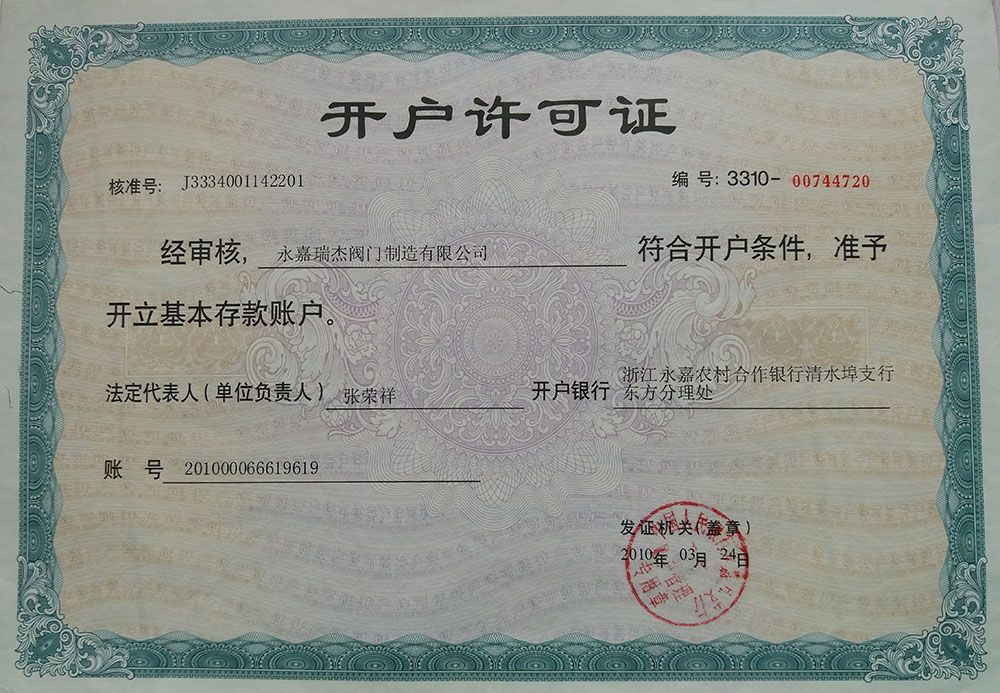 开户许可证
核准号: J3334001142201 编 号: 3310- 00744720
经审核, 永嘉瑞杰阀门制造有限公司 符合开户条件, 准予
开立基本存款账户。
法定代表人(单位负责人) 张荣祥 开户银行 浙江永嘉农村合作银行清水埠支行
东方分理处
账 号 201000066619619
发证机关(盖章)
2010年 03月 24日